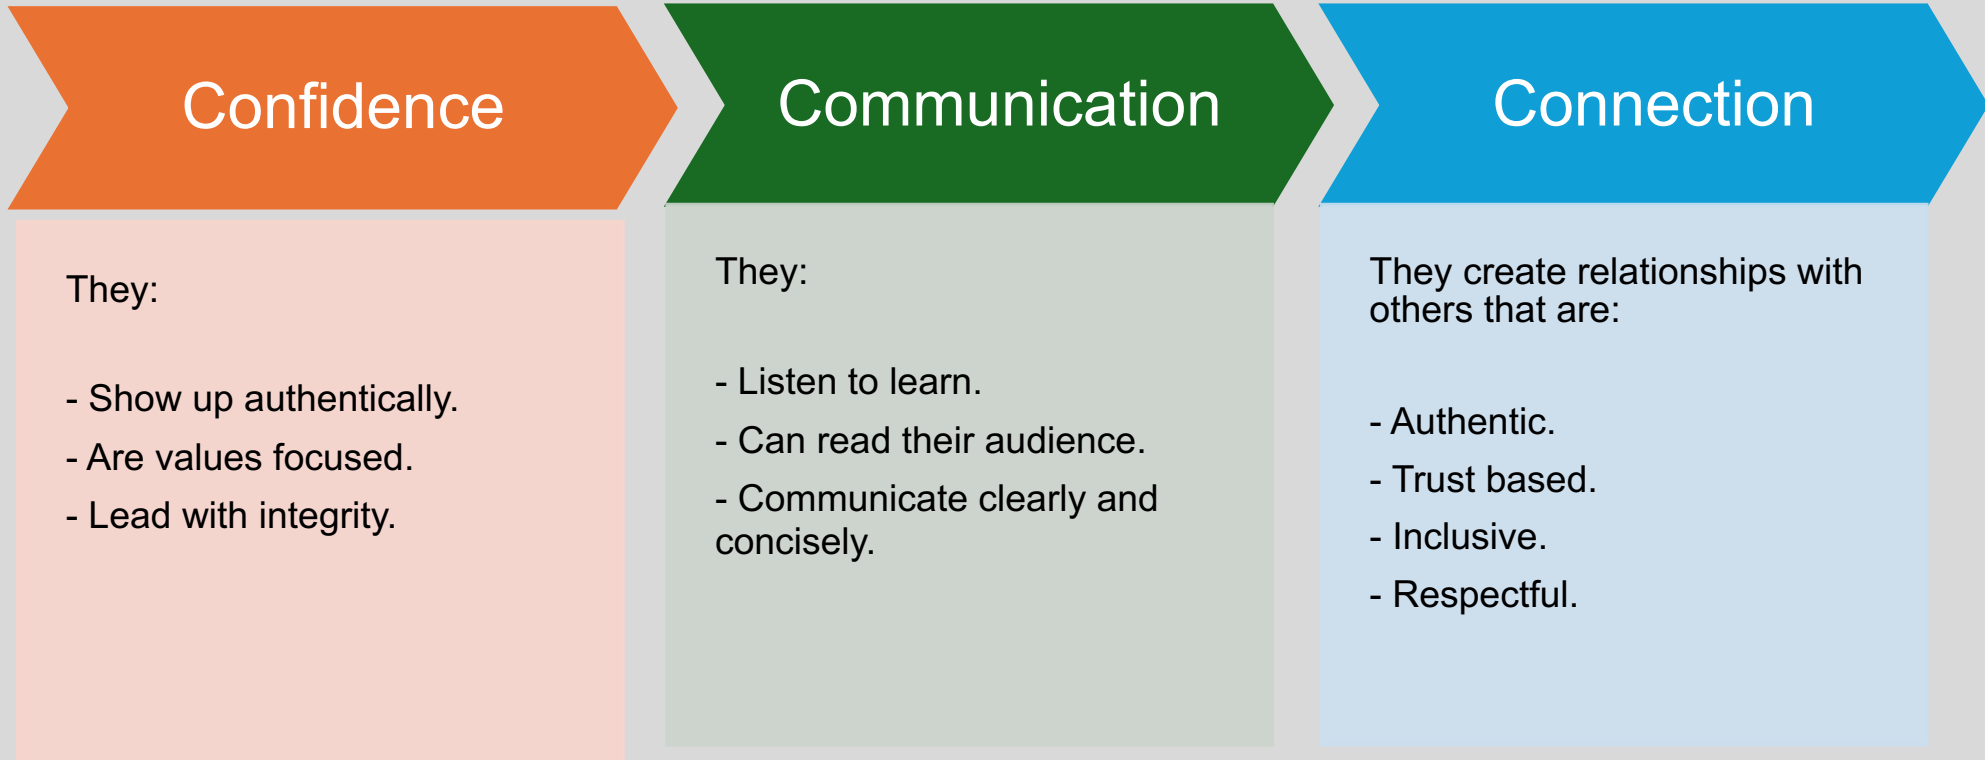 Confidence
They:
- Show up authentically.
- Are values focused.
- Lead with integrity.
Communication
They:
- Listen to learn.
- Can read their audience.
- Communicate clearly and
concisely.
Connection
They create relationships with
others that are:
- Authentic.
- Trust based.
- Inclusive.
- Respectful.